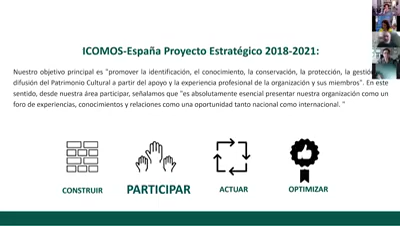 ICOMOS-España Proyecto Estratégico 2018-2021:
Nuestro objetivo principal es "promover la identificación, el conocimiento, la conservación, la protección, la gestión
difusión del Patrimonio Cultural a partir del apoyo y la experiencia profesional de la organización y sus miembros". En este
sentido, desde nuestra área participar, señalamos que "es absolutamente esencial presentar nuestra organización como un
foro de experiencias, conocimientos y relaciones como una oportunidad tanto nacional como internacional. "
CONSTRUIR PARTICIPAR ACTUAR OPTIMIZAR